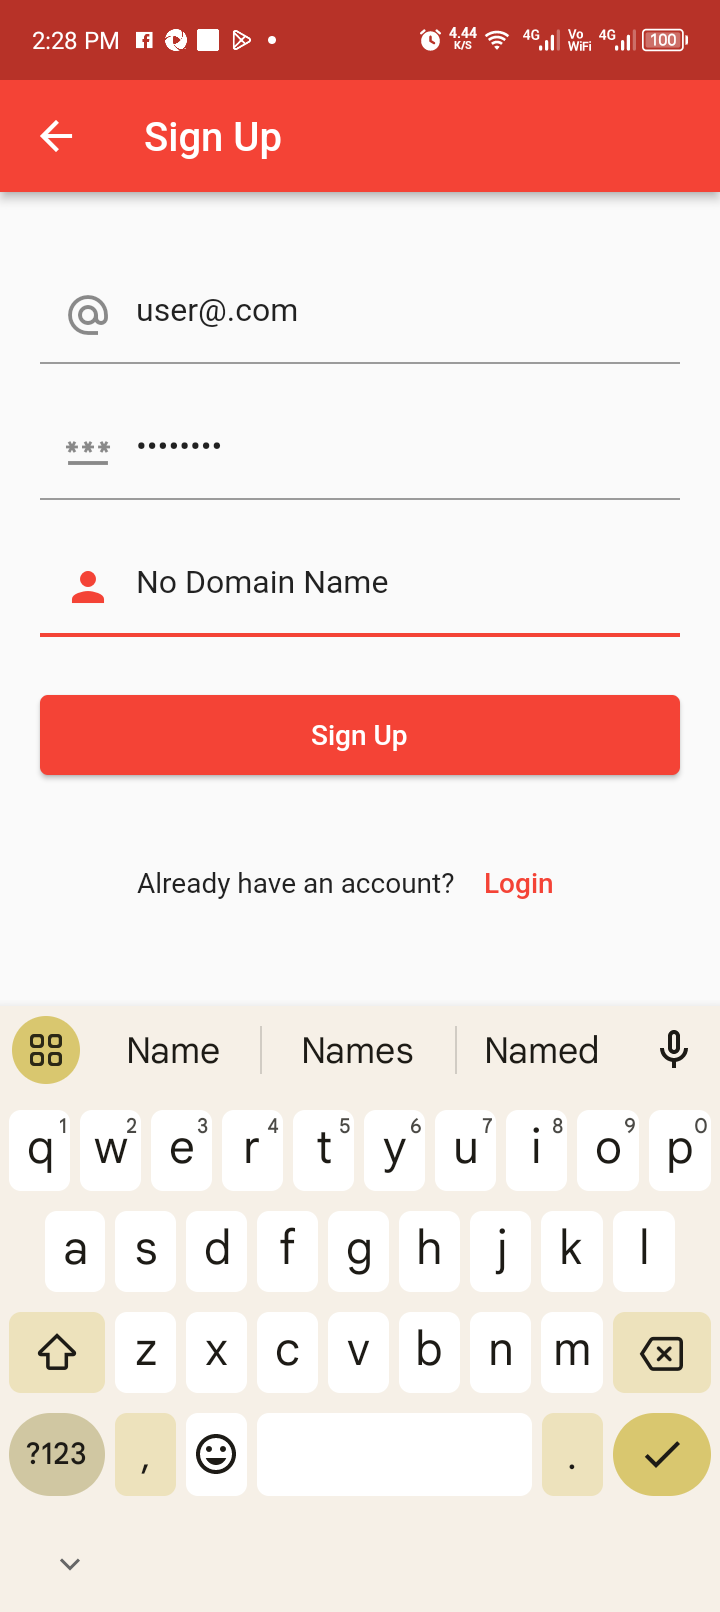 2:28 PM 4.44 K/S 4G Vo WiFi 4G 100
Sign Up
user@.com
••••••••
No Domain Name
Sign Up
Already have an account? Login
Name Names Named
q1 w2 e3 r4 t5 y6 u7 i8 o9 p0
a s d f g h j k l
z x c v b n m
?123 , .